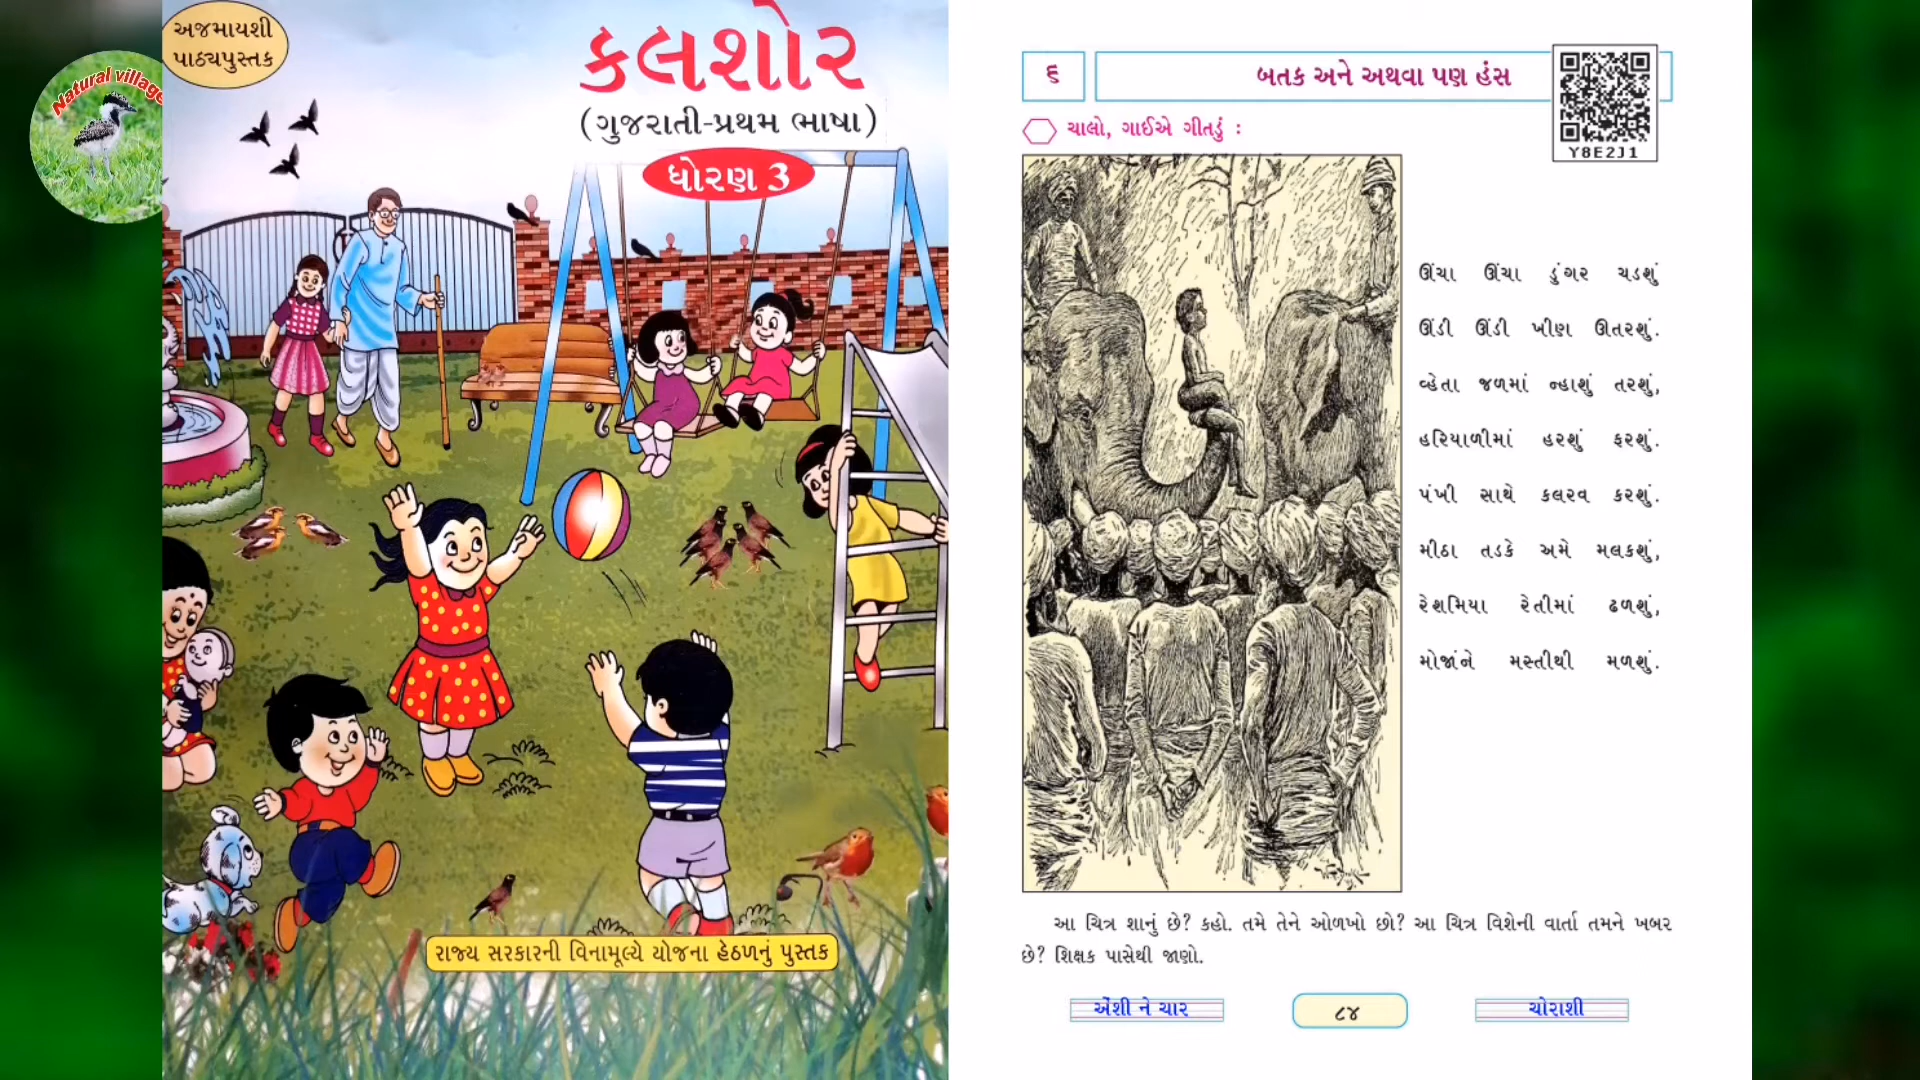 અજમાયશી
પાઠ્યપુસ્તક
Natural village
કલશોર
(ગુજરાતી-પ્રથમ ભાષા)
ધોરણ 3
રાજ્ય સરકારની વિનામૂલ્યે યોજના હેઠળનું પુસ્તક
૬
બતક અને અથવા પણ હંસ
Y8E2J1
ચાલો, ગાઈએ ગીતડું :
ઊંચા ઊંચા ડુંગર ચડશું
ઊંડી ઊંડી ખીણ ઊતરશું.
વ્હેતા જળમાં ન્હાશું તરશું,
હરિયાળીમાં હરશું ફરશું.
પંખી સાથે કલરવ કરશું.
મીઠા તડકે અમે મલકશું,
રેશમિયા રેતીમાં ઢળશું,
મોજાંને મસ્તીથી મળશું.
આ ચિત્ર શાનું છે? કહો. તમે તેને ઓળખો છો? આ ચિત્ર વિશેની વાર્તા તમને ખબર
છે? શિક્ષક પાસેથી જાણો.
એંશી ને ચાર
૮૪
ચોરાશી